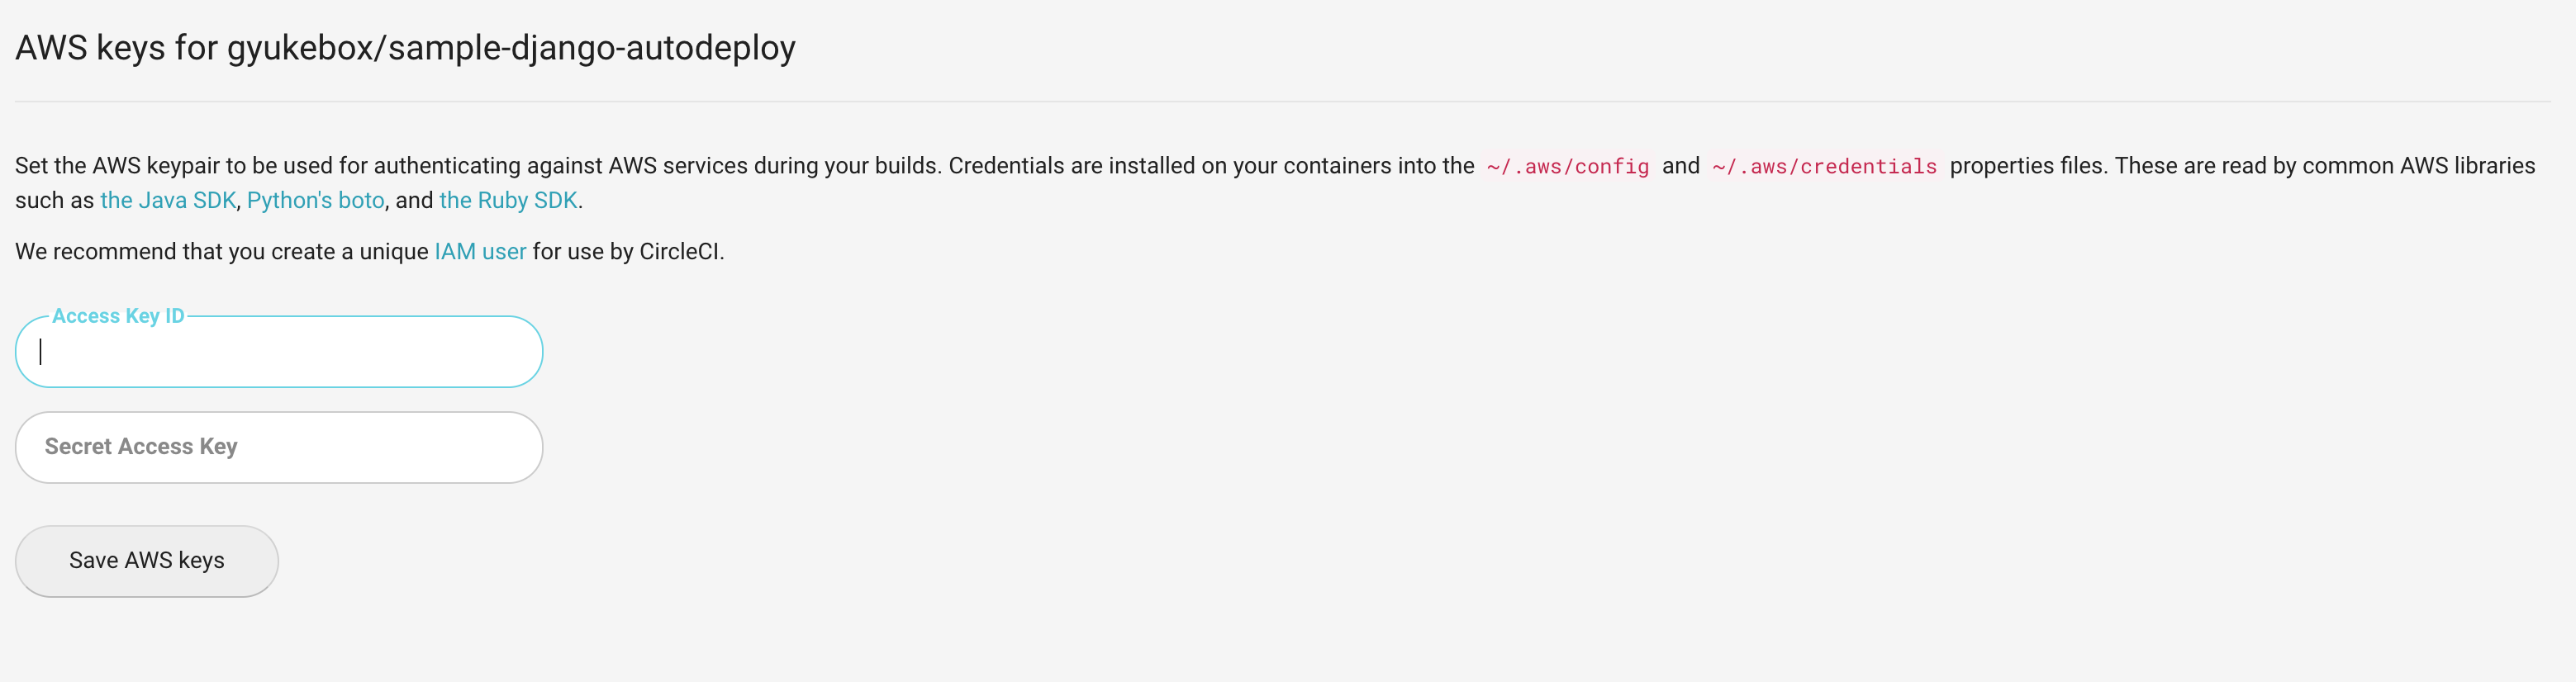 AWS keys for gyukebox/sample-django-autodeploy
Set the AWS keypair to be used for authenticating against AWS services during your builds. Credentials are installed on your containers into the ~/.aws/config and ~/.aws/credentials properties files. These are read by common AWS libraries
such as the Java SDK, Python's boto, and the Ruby SDK.
We recommend that you create a unique IAM user for use by CircleCI.
Access Key ID
Secret Access Key
Save AWS keys